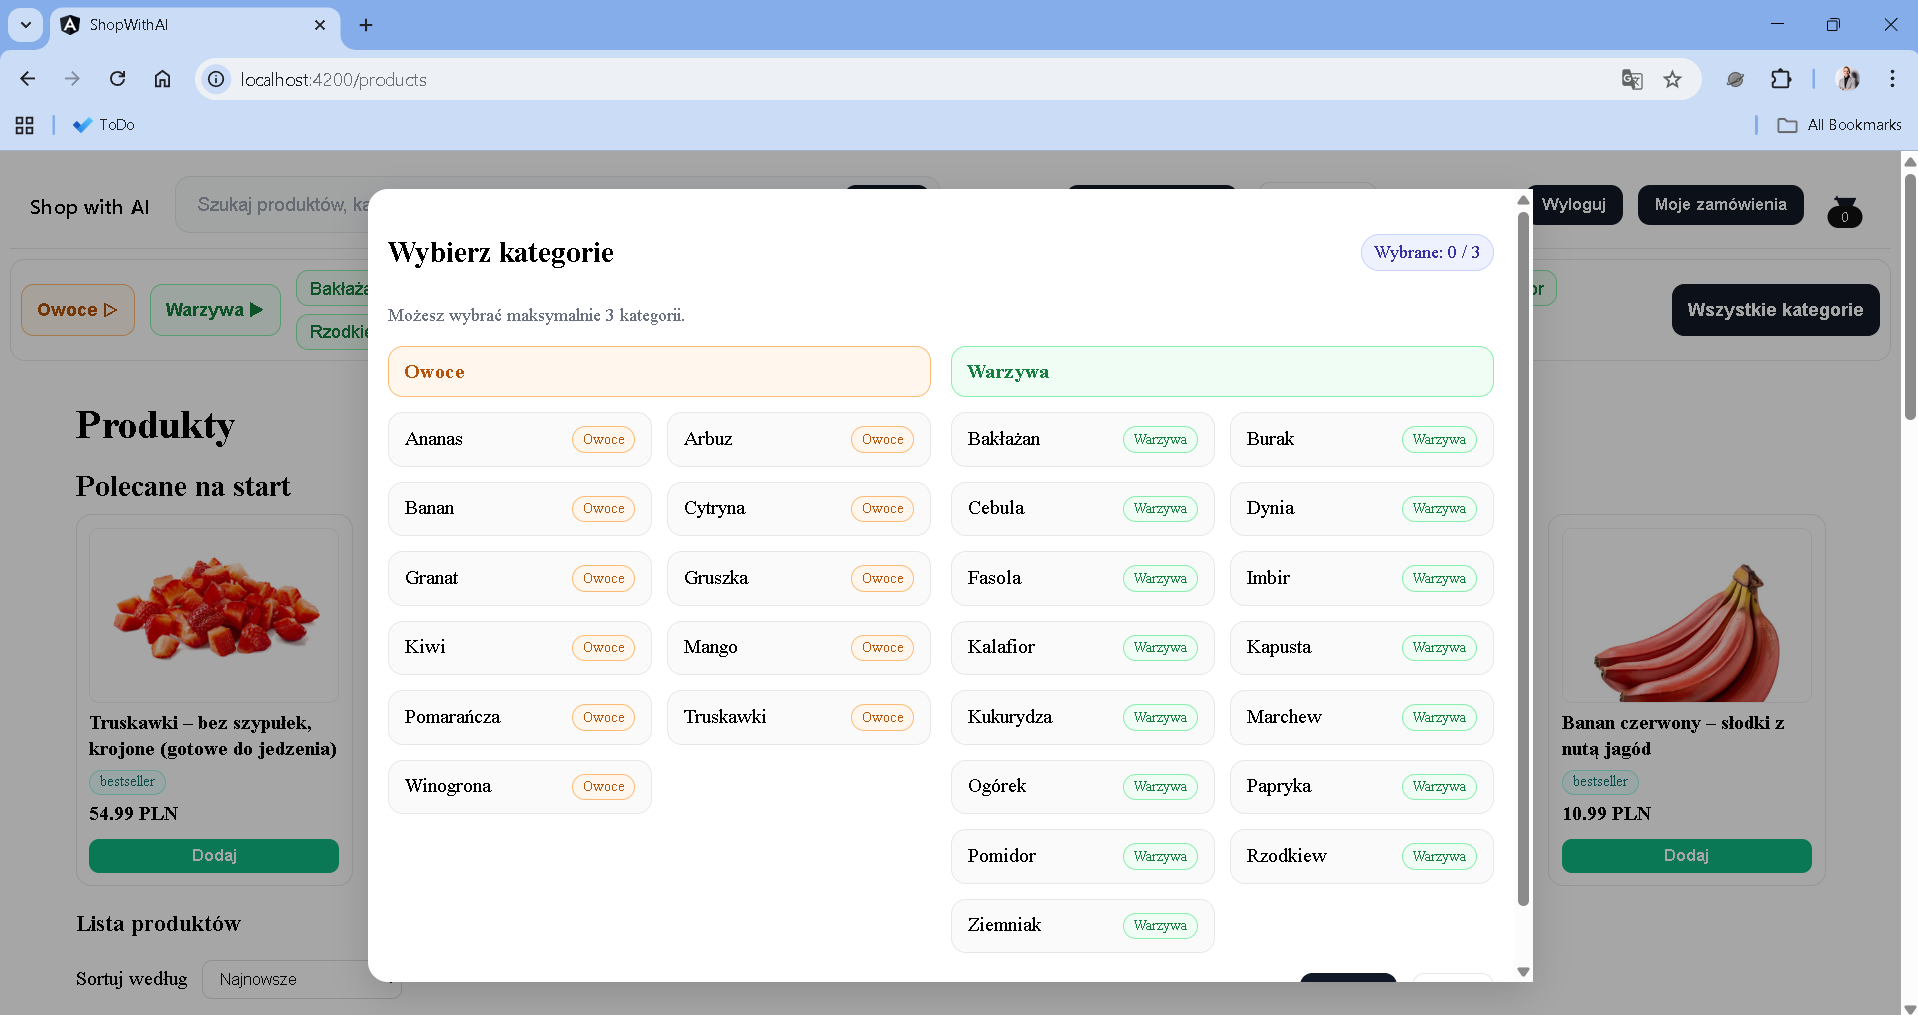 ShopWithAI
localhost:4200/products
ToDo
All Bookmarks
Shop with AI
Szukaj produktów,
Wyloguj
Moje zamówienia
0
Owoce ▷
Warzywa ▶
Rzodkie
Wszystkie kategorie
Wybierz kategorie
Wybrane: 0 / 3
Możesz wybrać maksymalnie 3 kategorii.
Owoce
Warzywa
Ananas Owoce
Arbuz Owoce
Bakłażan Warzywa
Burak Warzywa
Banan Owoce
Cytryna Owoce
Cebula Warzywa
Dynia Warzywa
Granat Owoce
Gruszka Owoce
Fasola Warzywa
Imbir Warzywa
Kiwi Owoce
Mango Owoce
Kalafior Warzywa
Kapusta Warzywa
Pomarańcza Owoce
Truskawki Owoce
Kukurydza Warzywa
Marchew Warzywa
Winogrona Owoce
Ogórek Warzywa
Papryka Warzywa
Pomidor Warzywa
Rzodkiew Warzywa
Ziemniak Warzywa
Produkty
Polecane na start
Truskawki – bez szypułek,
krojone (gotowe do jedzenia)
bestseller
54.99 PLN
Dodaj
Banan czerwony – słodki z
nutą jagód
bestseller
10.99 PLN
Dodaj
Lista produktów
Sortuj według
Najnowsze